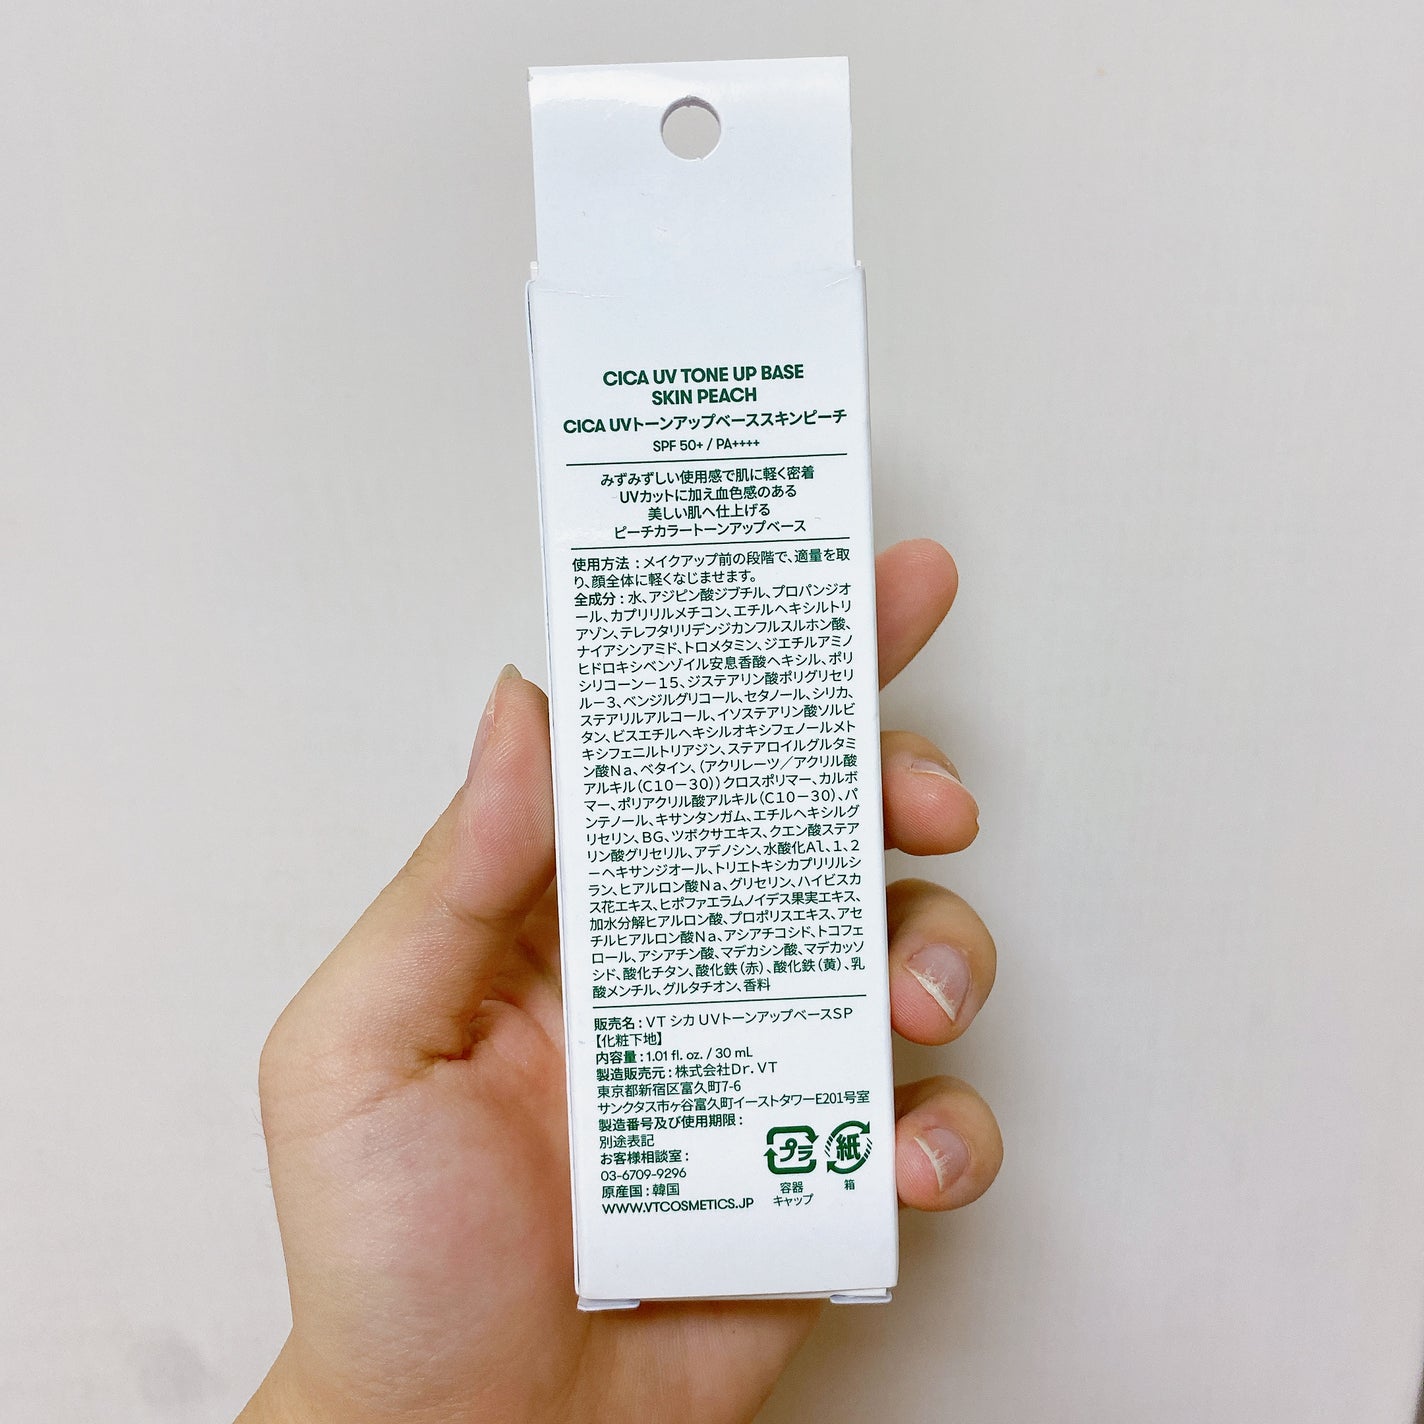 CICA UV TONE UP BASE
SKIN PEACH
CICA UVトーンアップベーススキンピーチ
SPF 50+ / PA++++
みずみずしい使用感で肌に軽く密着
UVカットに加え血色感のある
美しい肌へ仕上げる
ピーチカラートーンアップベース
使用方法：メイクアップ前の段階で、適量を取
り、顔全体に軽くなじませます。
全成分：水、アジピン酸ジブチル、プロパンジオ
ール、カプリリルメチコン、エチルヘキシルトリ
アゾン、テレフタリリデンジカンフルスルホン酸、
ナイアシンアミド、トロメタミン、ジエチルアミノ
ヒドロキシベンゾイル安息香酸ヘキシル、ポリ
シリコーン－１５、ジステアリン酸ポリグリセリ
ル－３、ベンジルグリコール、セタノール、シリカ、
ステアリルアルコール、イソステアリン酸ソルビ
タン、ビスエチルヘキシルオキシフェノールメト
キシフェニルトリアジン、ステアロイルグルタミ
ン酸Ｎａ、ベタイン、（アクリレーツ／アクリル酸
アルキル（Ｃ１０－３０））クロスポリマー、カルボ
マー、ポリアクリル酸アルキル（Ｃ１０－３０）、パ
ンテノール、キサンタンガム、エチルヘキシルグ
リセリン、ＢＧ、ツボクサエキス、クエン酸ステア
リン酸グリセリル、アデノシン、水酸化Ａｌ、１、２
－ヘキサンジオール、トリエトキシカプリリルシ
ラン、ヒアルロン酸Ｎａ、グリセリン、ハイビスカ
ス花エキス、ヒポファエラムノイデス果実エキス、
加水分解ヒアルロン酸、プロポリスエキス、アセ
チルヒアルロン酸Ｎａ、アシアチコシド、トコフェ
ロール、アシアチン酸、マデカシン酸、マデカッソ
シド、酸化チタン、酸化鉄（赤）、酸化鉄（黄）、乳
酸メンチル、グルタチオン、香料
販売名：ＶＴ シカ ＵＶトーンアップベースＳＰ
【化粧下地】
内容量：1.01 fl. oz. / 30 mL
製造販売元：株式会社Ｄｒ．ＶＴ
東京都新宿区富久町7-6
サンクタス市ヶ谷富久町イーストタワーE201号室
製造番号及び使用期限：
別途表記
お客様相談室：
03-6709-9296
原産国：韓国
WWW.VTCOSMETICS.JP
プラ
容器
キャップ
紙
箱